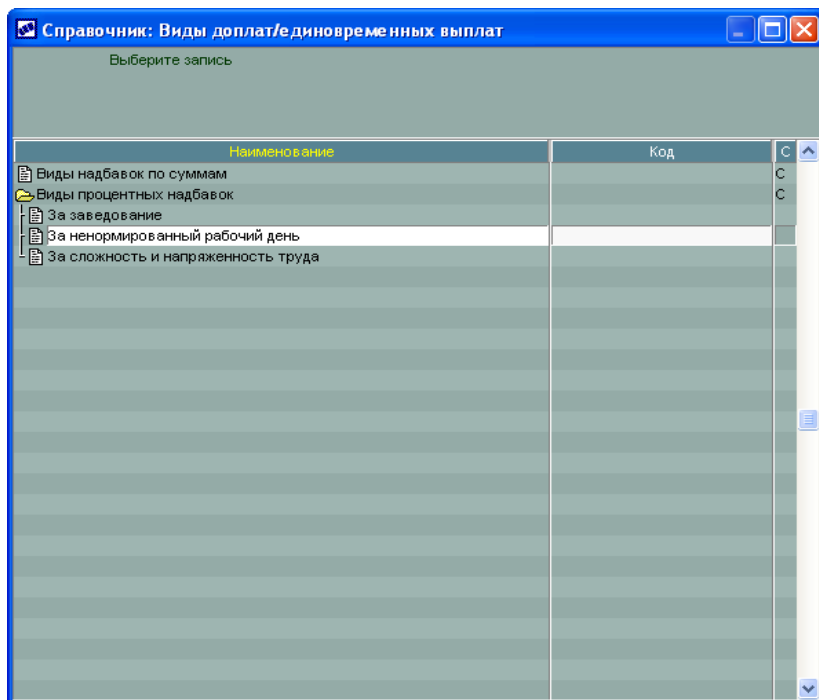 Справочник: Виды доплат/единовременных выплат
Выберите запись
Наименование Код С
Виды надбавок по суммам С
Виды процентных надбавок С
За заведование
За ненормированный рабочий день
За сложность и напряженность труда